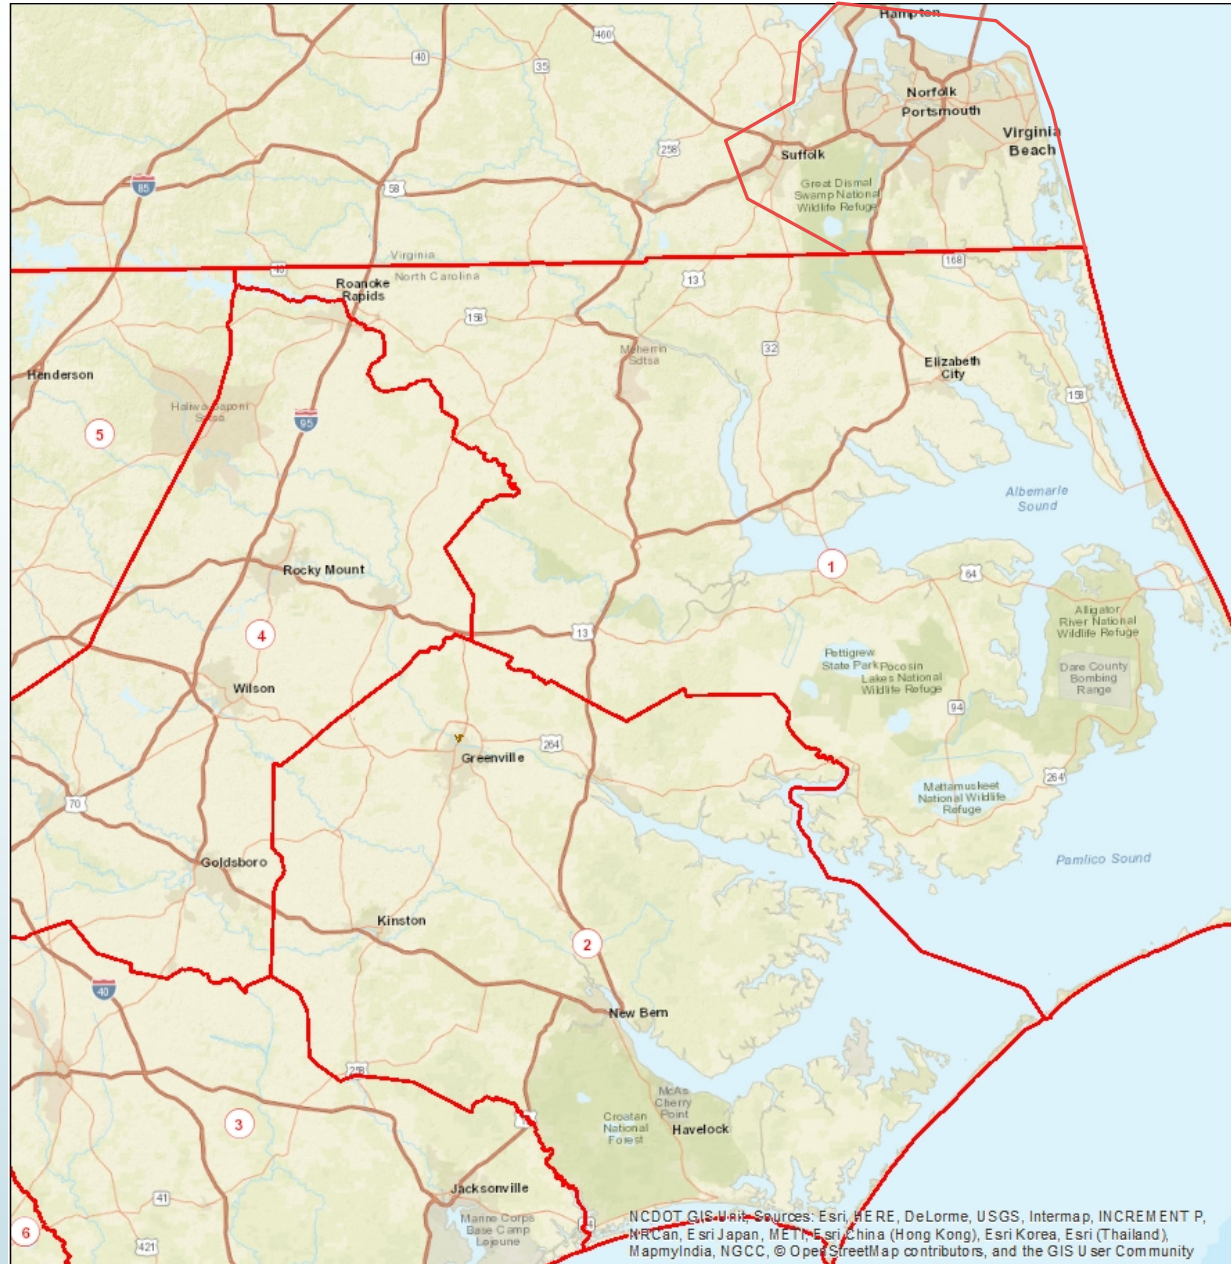 Hampton
460
40
35
Norfolk
Portsmouth
Virginia
Beach
258
Suffolk
85
58
Great Dismal
Swamp National
Wildlife Refuge
Virginia
168
North Carolina
13
Roanoke
Rapids
158
32
Meherrin
Sdtsa
Elizabeth
City
Henderson
158
Haliwa-Saponi
Sdtsa
95
5
Albemarle
Sound
Rocky Mount
1
64
Alligator
River National
Wildlife Refuge
13
4
Pettigrew
State Park
Pocosin
Lakes National
Wildlife Refuge
Dare County
Bombing
Range
Wilson
94
264
Greenville
264
Mattamuskeet
National Wildlife
Refuge
70
Pamlico Sound
Goldsboro
Kinston
2
40
New Bern
258
McAs
Cherry
Point
Croatan
National
Forest
Havelock
3
Jacksonville
41
Marine Corps
Base Camp
Lejeune
6
421
NCDOT GIS Unit, Sources: Esri, HERE, DeLorme, USGS, Intermap, INCREMENT P,
NRCan, Esri Japan, METI, Esri China (Hong Kong), Esri Korea, Esri (Thailand),
MapmyIndia, NGCC, © OpenStreetMap contributors, and the GIS User Community